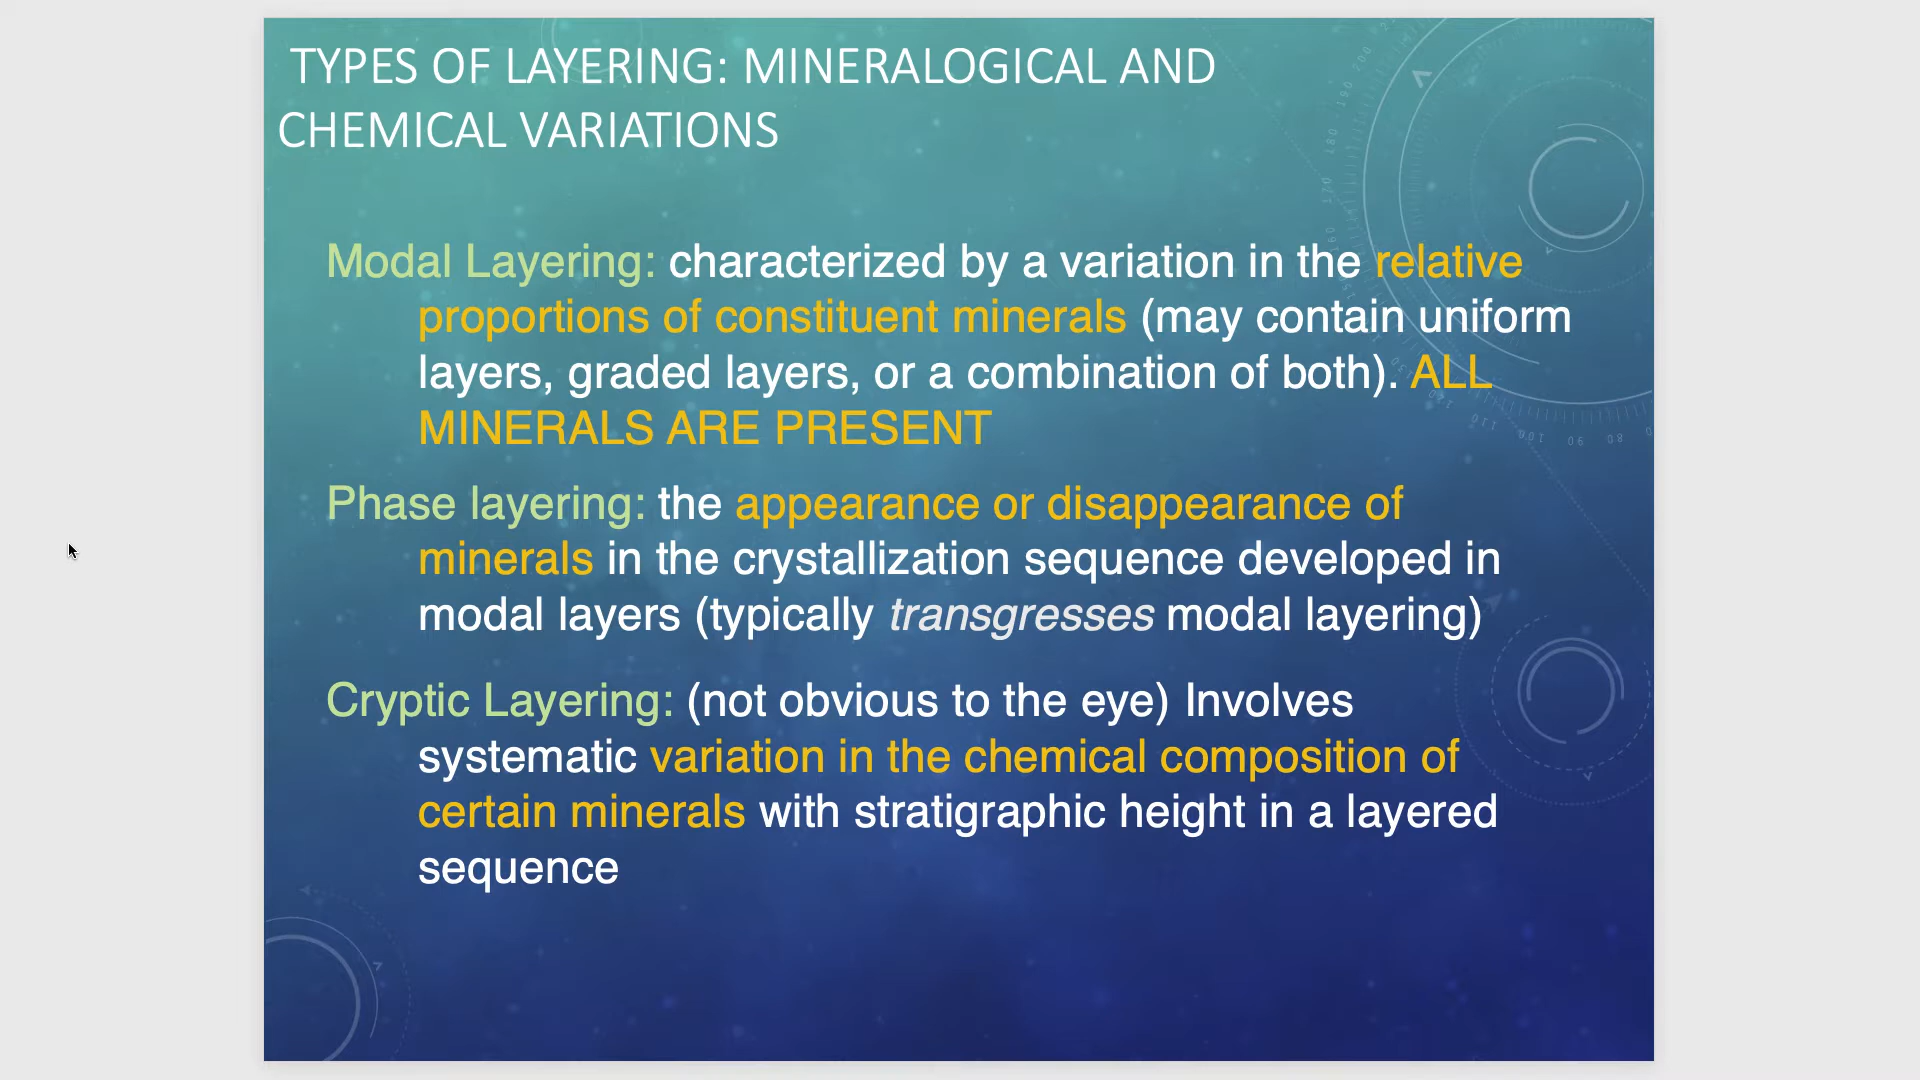 TYPES OF LAYERING: MINERALOGICAL AND
CHEMICAL VARIATIONS
Modal Layering: characterized by a variation in the relative
proportions of constituent minerals (may contain uniform
layers, graded layers, or a combination of both). ALL
MINERALS ARE PRESENT
Phase layering: the appearance or disappearance of
minerals in the crystallization sequence developed in
modal layers (typically transgresses modal layering)
Cryptic Layering: (not obvious to the eye) Involves
systematic variation in the chemical composition of
certain minerals with stratigraphic height in a layered
sequence